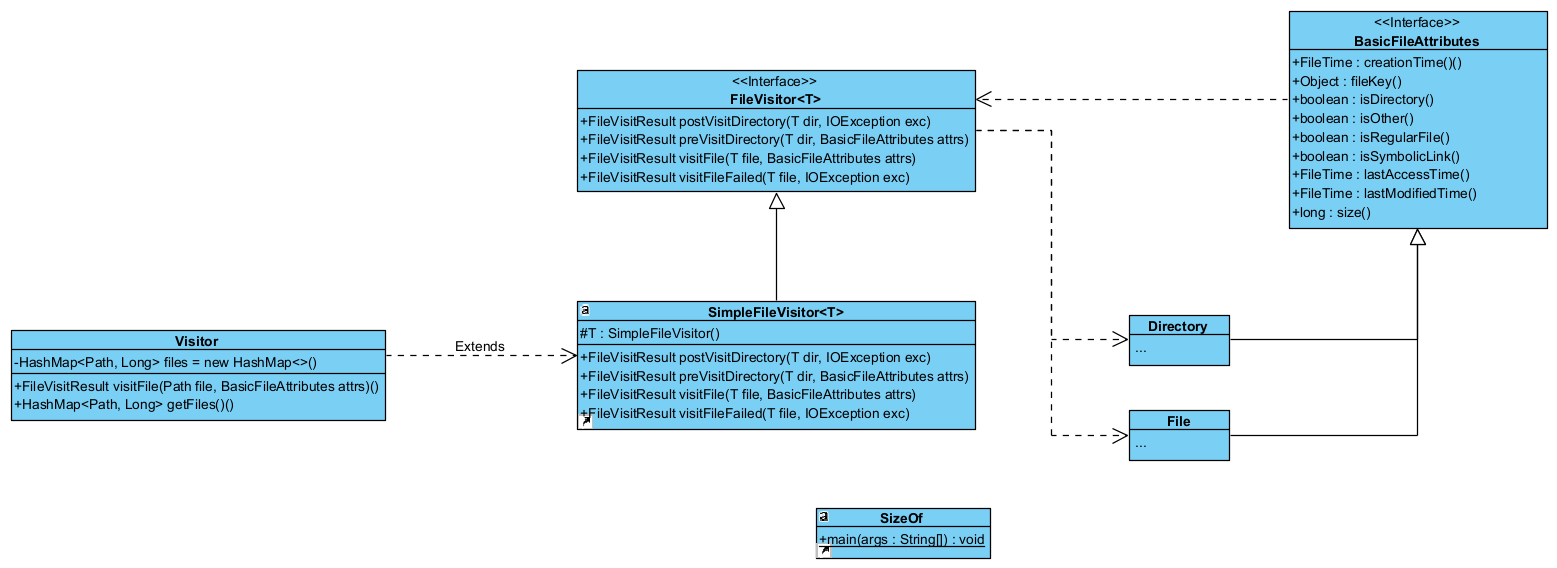 <<Interface>>
BasicFileAttributes
+FileTime : creationTime()()
+Object : fileKey()
+boolean : isDirectory()
+boolean : isOther()
+boolean : isRegularFile()
+boolean : isSymbolicLink()
+FileTime : lastAccessTime()
+FileTime : lastModifiedTime()
+long : size()
<<Interface>>
FileVisitor<T>
+FileVisitResult postVisitDirectory(T dir, IOException exc)
+FileVisitResult preVisitDirectory(T dir, BasicFileAttributes attrs)
+FileVisitResult visitFile(T file, BasicFileAttributes attrs)
+FileVisitResult visitFileFailed(T file, IOException exc)
Visitor
-HashMap<Path, Long> files = new HashMap<>()
+FileVisitResult visitFile(Path file, BasicFileAttributes attrs)()
+HashMap<Path, Long> getFiles()()
Extends
a
SimpleFileVisitor<T>
#T : SimpleFileVisitor()
+FileVisitResult postVisitDirectory(T dir, IOException exc)
+FileVisitResult preVisitDirectory(T dir, BasicFileAttributes attrs)
+FileVisitResult visitFile(T file, BasicFileAttributes attrs)
+FileVisitResult visitFileFailed(T file, IOException exc)
Directory
...
File
...
a
SizeOf
+main(args : String[]) : void